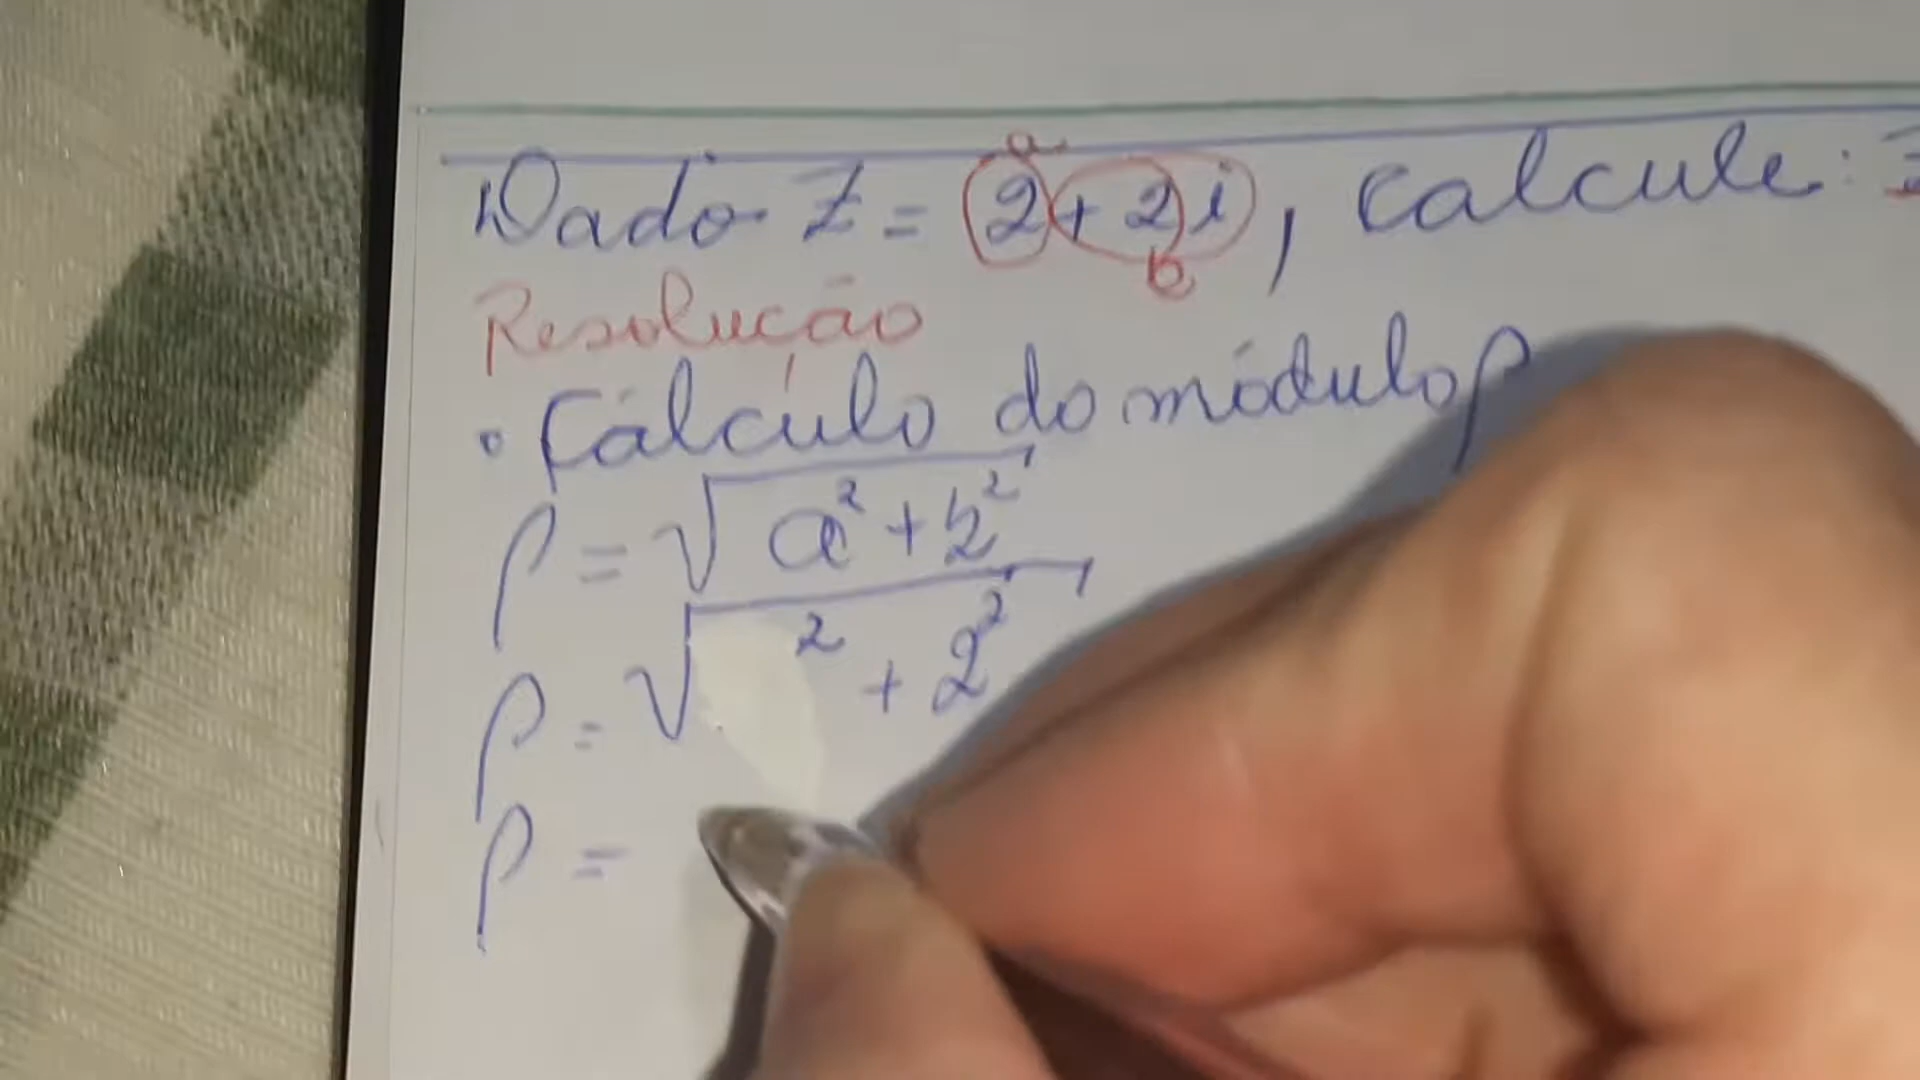 Dado Z = 2 + 2i, calcule:
a
b
Resolução
• Cálculo do módulo ρ
ρ = √a² + b²
ρ = √ ² + 2²
ρ =